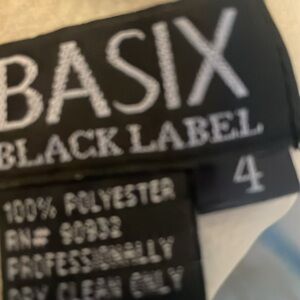 BASIX
BLACK LABEL
4
100% POLYESTER
RN# 90932
PROFESSIONALLY
DRY CLEAN ONLY